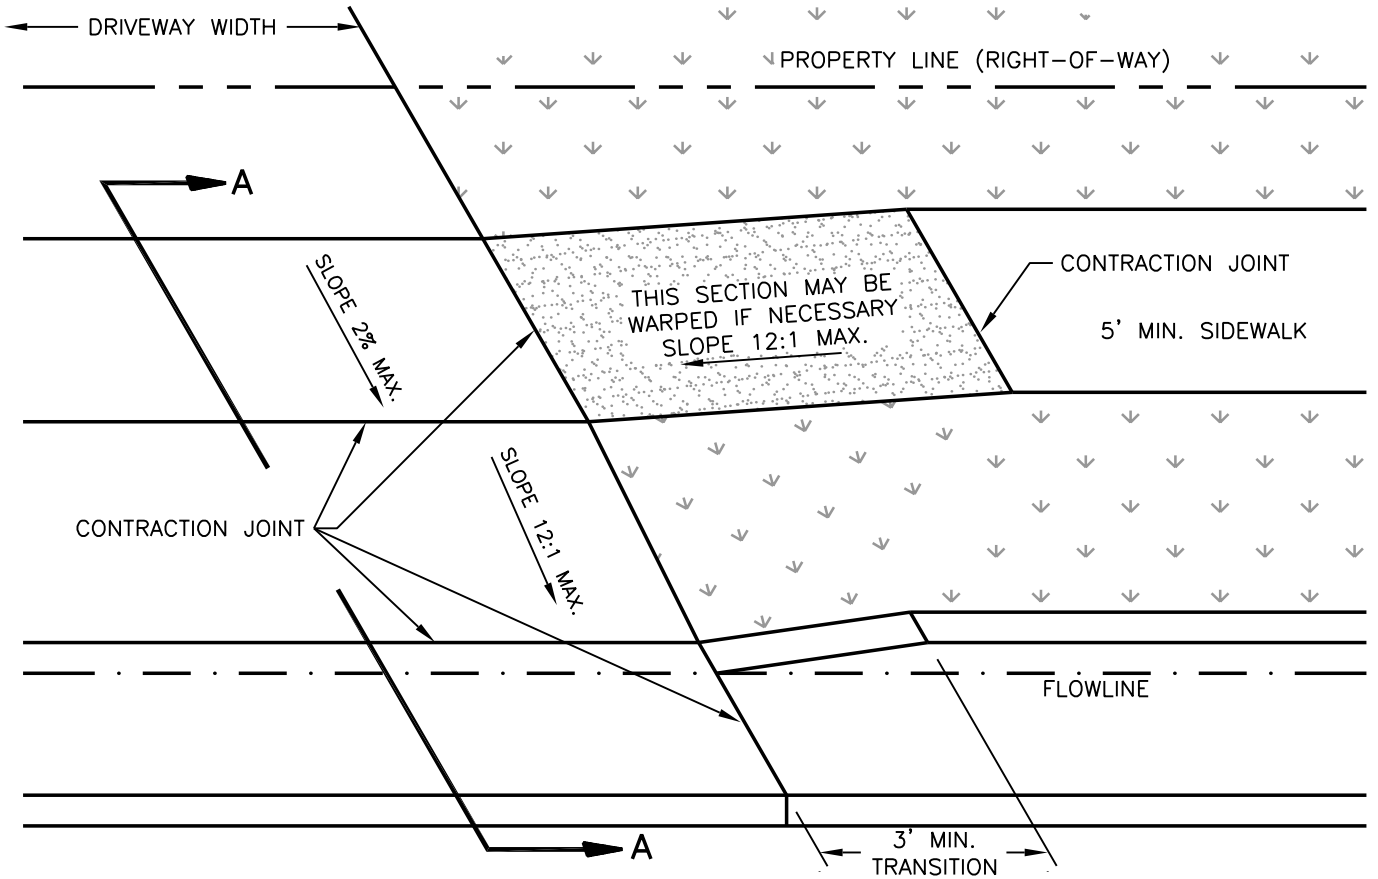 DRIVEWAY WIDTH
PROPERTY LINE (RIGHT-OF-WAY)
A
SLOPE 2% MAX.
THIS SECTION MAY BE
WARPED IF NECESSARY
SLOPE 12:1 MAX.
CONTRACTION JOINT
5' MIN. SIDEWALK
SLOPE 12:1 MAX.
CONTRACTION JOINT
FLOWLINE
A
3' MIN.
TRANSITION